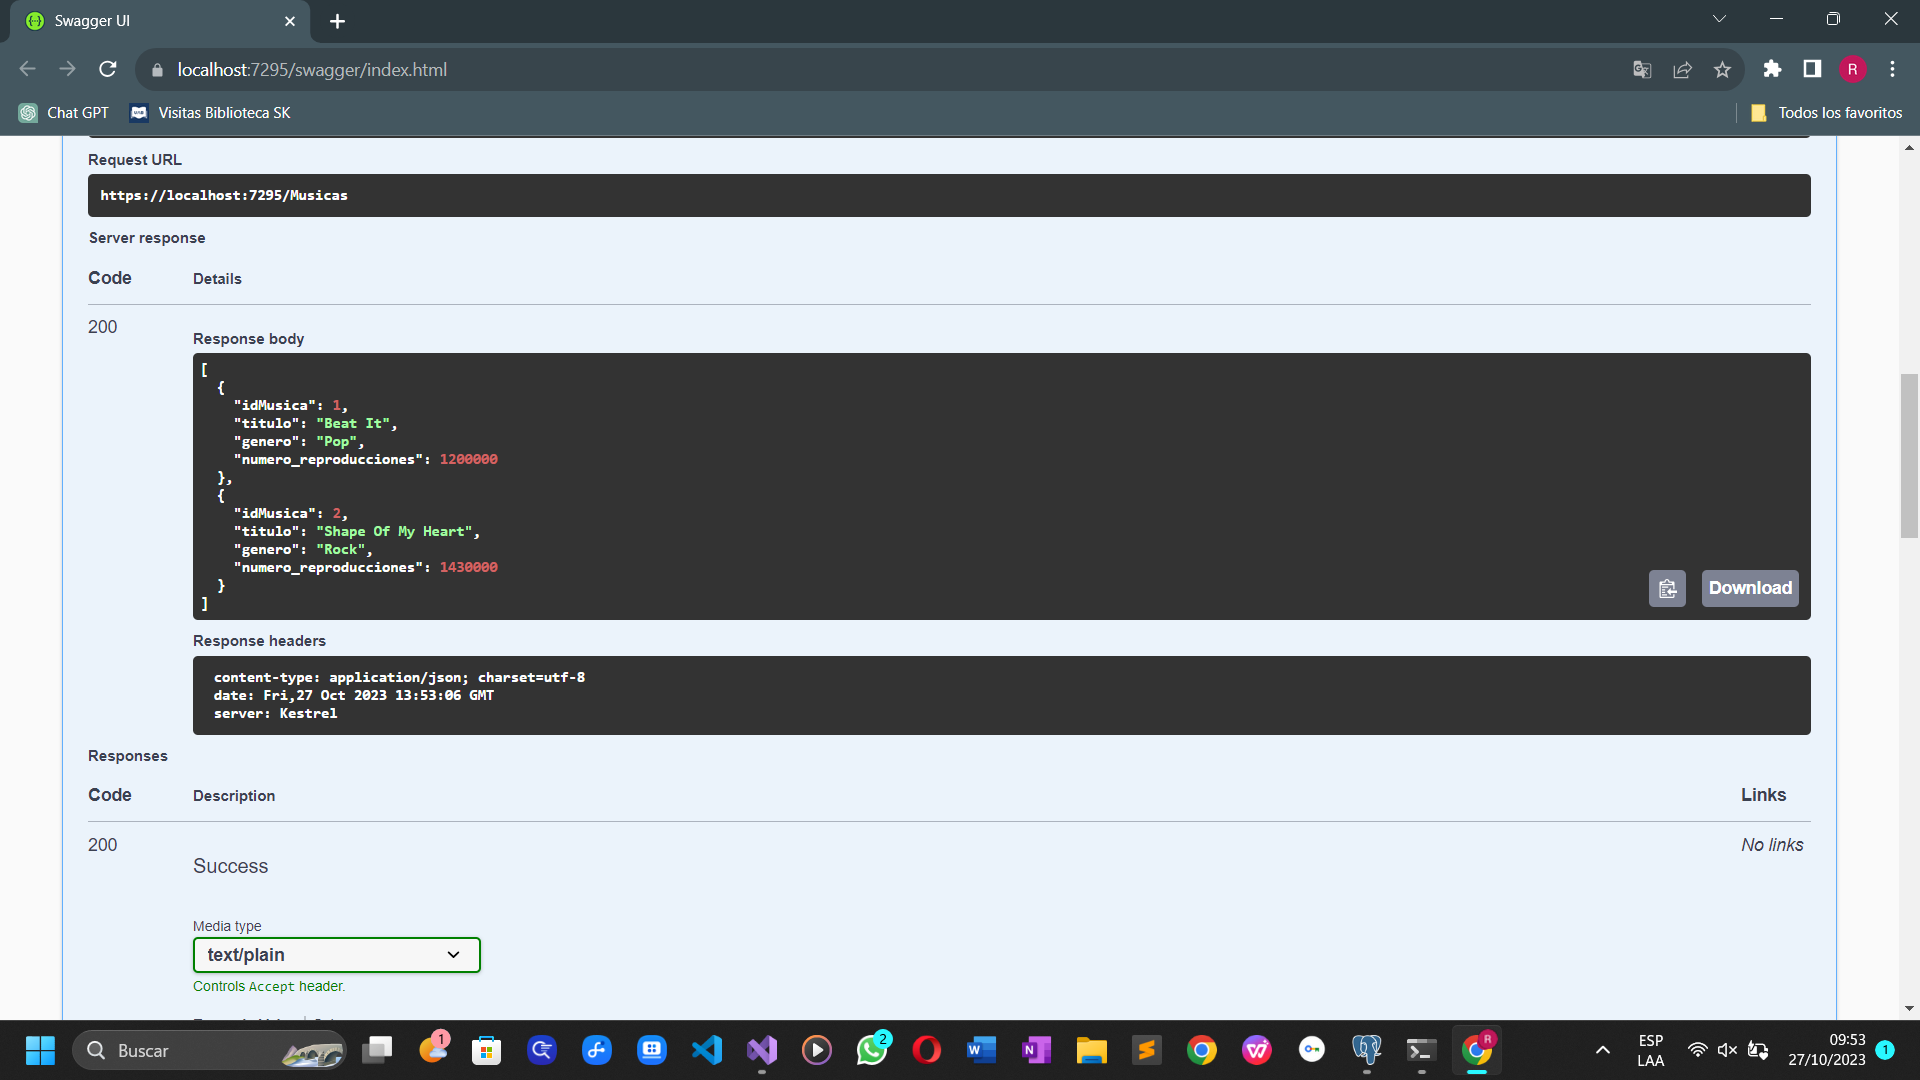 Swagger UI
localhost:7295/swagger/index.html
R
Chat GPT
Visitas Biblioteca SK
Todos los favoritos
Request URL
https://localhost:7295/Musicas
Server response
Code Details
200
Response body
[
{
"idMusica": 1,
"titulo": "Beat It",
"genero": "Pop",
"numero_reproducciones": 1200000
},
{
"idMusica": 2,
"titulo": "Shape Of My Heart",
"genero": "Rock",
"numero_reproducciones": 1430000
}
]
Download
Response headers
content-type: application/json; charset=utf-8
date: Fri,27 Oct 2023 13:53:06 GMT
server: Kestrel
Responses
Code Description Links
200 No links
Success
Media type
text/plain
Controls Accept header.
Buscar
1
2
R
ESP
LAA
09:53
27/10/2023
1